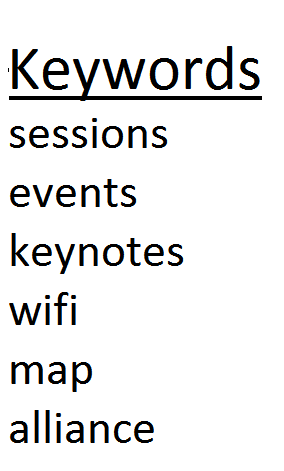 Keywords
sessions
events
keynotes
wifi
map
alliance